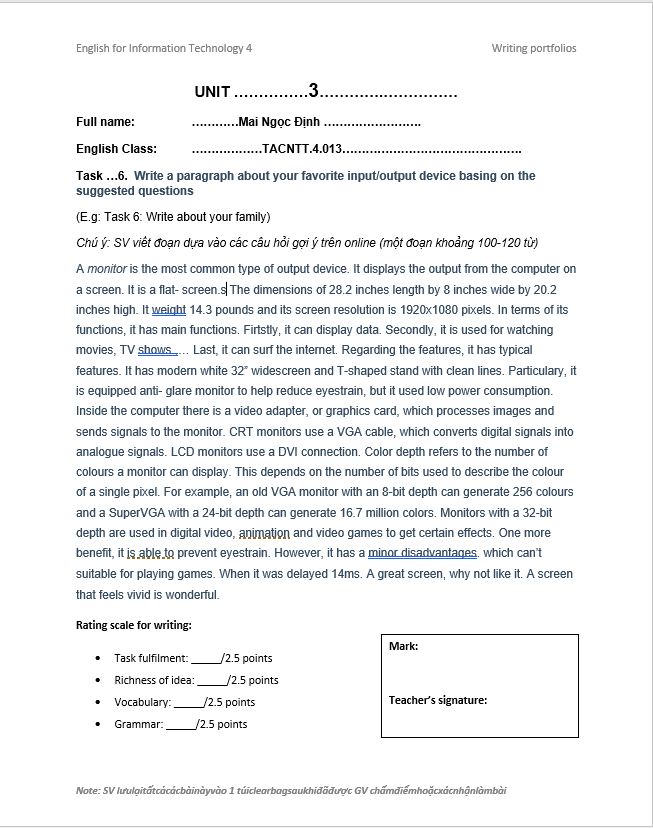 English for Information Technology 4 Writing portfolios
UNIT ……………3…………..……………
Full name: …………Mai Ngọc Định …………………….
English Class: ………………TACNTT.4.013……………………………………….
Task …6. Write a paragraph about your favorite input/output device basing on the
suggested questions
(E.g: Task 6: Write about your family)
Chú ý: SV viết đoạn dựa vào các câu hỏi gợi ý trên online (một đoạn khoảng 100-120 từ)
A monitor is the most common type of output device. It displays the output from the computer on
a screen. It is a flat- screen.s The dimensions of 28.2 inches length by 8 inches wide by 20.2
inches high. It weight 14.3 pounds and its screen resolution is 1920x1080 pixels. In terms of its
functions, it has main functions. Firtstly, it can display data. Secondly, it is used for watching
movies, TV shows.,… Last, it can surf the internet. Regarding the features, it has typical
features. It has modern white 32” widescreen and T-shaped stand with clean lines. Particulary, it
is equipped anti- glare monitor to help reduce eyestrain, but it used low power consumption.
Inside the computer there is a video adapter, or graphics card, which processes images and
sends signals to the monitor. CRT monitors use a VGA cable, which converts digital signals into
analogue signals. LCD monitors use a DVI connection. Color depth refers to the number of
colours a monitor can display. This depends on the number of bits used to describe the colour
of a single pixel. For example, an old VGA monitor with an 8-bit depth can generate 256 colours
and a SuperVGA with a 24-bit depth can generate 16.7 million colors. Monitors with a 32-bit
depth are used in digital video, animation and video games to get certain effects. One more
benefit, it is able to prevent eyestrain. However, it has a minor disadvantages. which can’t
suitable for playing games. When it was delayed 14ms. A great screen, why not like it. A screen
that feels vivid is wonderful.
Rating scale for writing:
• Task fulfilment: _____/2.5 points
• Richness of idea: _____/2.5 points
• Vocabulary: _____/2.5 points
• Grammar: _____/2.5 points
Mark:
Teacher’s signature:
Note: SV lưulạitấtcảcácbàinàyvào 1 túiclearbagsaukhiđãđược GV chấmđiểmhoặcxácnhậnlàmbài